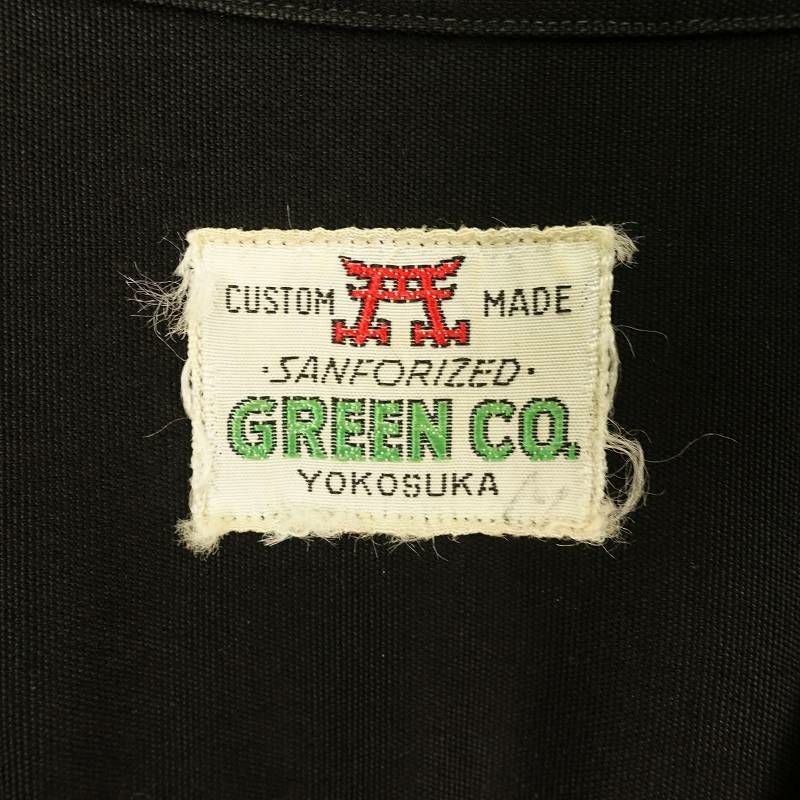 CUSTOM MADE
·SANFORIZED·
GREEN CO.
YOKOSUKA